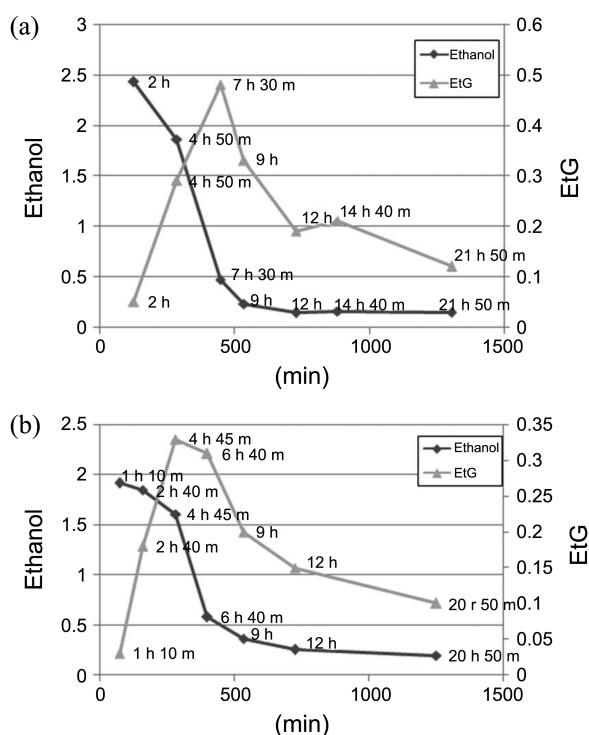 (a)
3
2.5
2
1.5
1
0.5
0
Ethanol
0.6
0.5
0.4
0.3
0.2
0.1
0
EtG
Ethanol
EtG
2 h
7 h 30 m
4 h 50 m
9 h
4 h 50 m
12 h
14 h 40 m
21 h 50 m
7 h 30 m
2 h
9 h
12 h
14 h 40 m
21 h 50 m
0
500
1000
1500
(min)
(b)
2.5
2
1.5
1
0.5
0
Ethanol
0.35
0.3
0.25
0.2
0.15
0.1
0.05
0
EtG
Ethanol
EtG
4 h 45 m
6 h 40 m
1 h 10 m
2 h 40 m
4 h 45 m
9 h
2 h 40 m
12 h
20 r 50 m
6 h 40 m
9 h
12 h
1 h 10 m
20 h 50 m
0
500
1000
1500
(min)